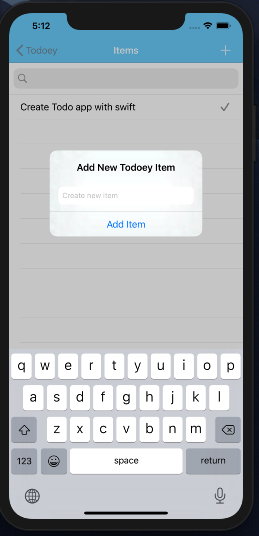 5:12
Todoey
Items
Create Todo app with swift
Add New Todoey Item
Create new item
Add Item
q w e r t y u i o p
a s d f g h j k l
z x c v b n m
123 space return